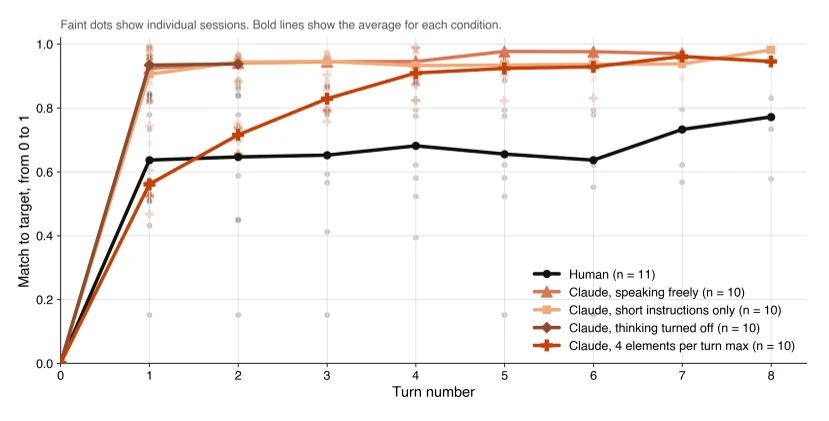 Faint dots show individual sessions. Bold lines show the average for each condition.
Match to target, from 0 to 1
1.0
0.8
0.6
0.4
0.2
0.0
0 1 2 3 4 5 6 7 8
Turn number
Human (n = 11)
Claude, speaking freely (n = 10)
Claude, short instructions only (n = 10)
Claude, thinking turned off (n = 10)
Claude, 4 elements per turn max (n = 10)